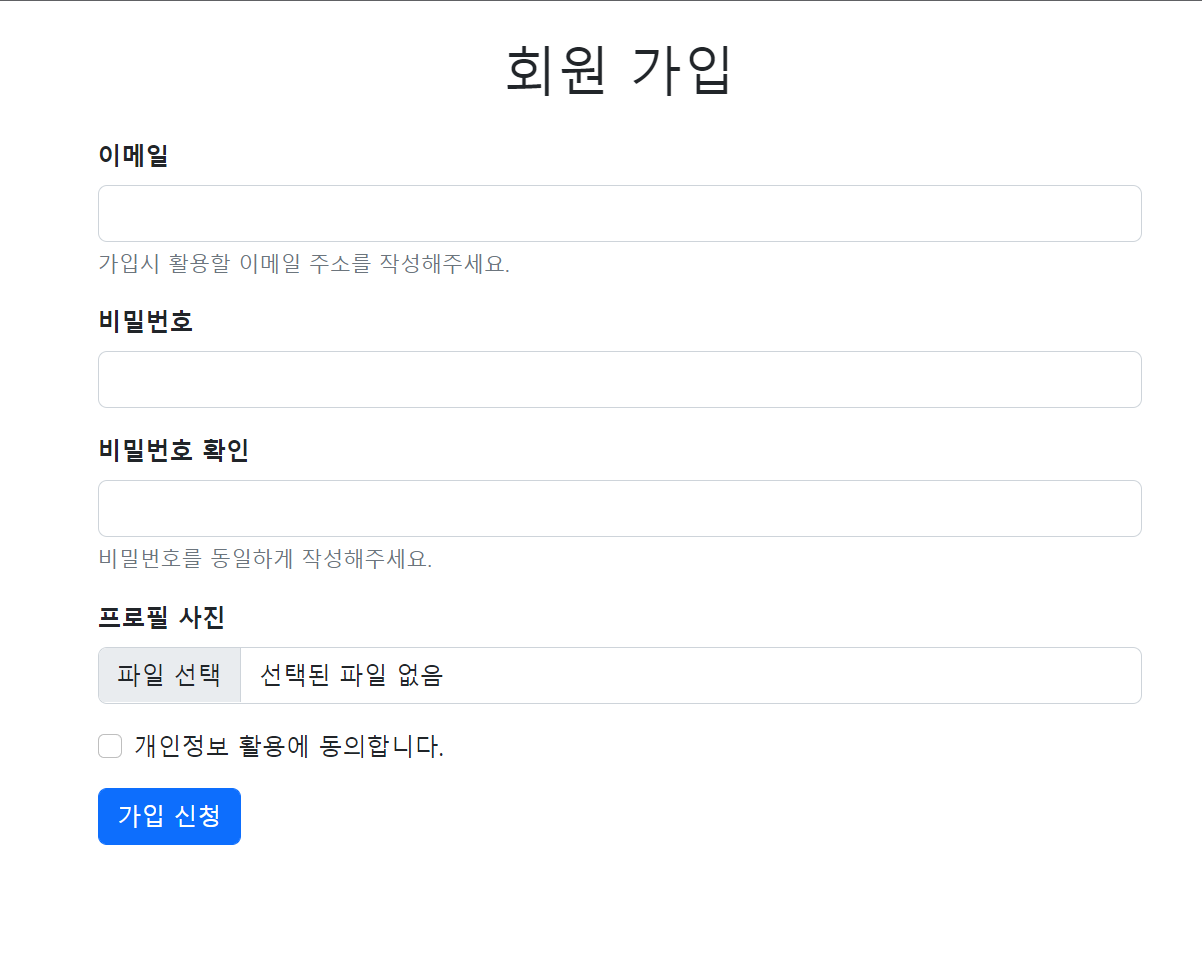 회원 가입
이메일
가입시 활용할 이메일 주소를 작성해주세요.
비밀번호
비밀번호 확인
비밀번호를 동일하게 작성해주세요.
프로필 사진
파일 선택 선택된 파일 없음
개인정보 활용에 동의합니다.
가입 신청